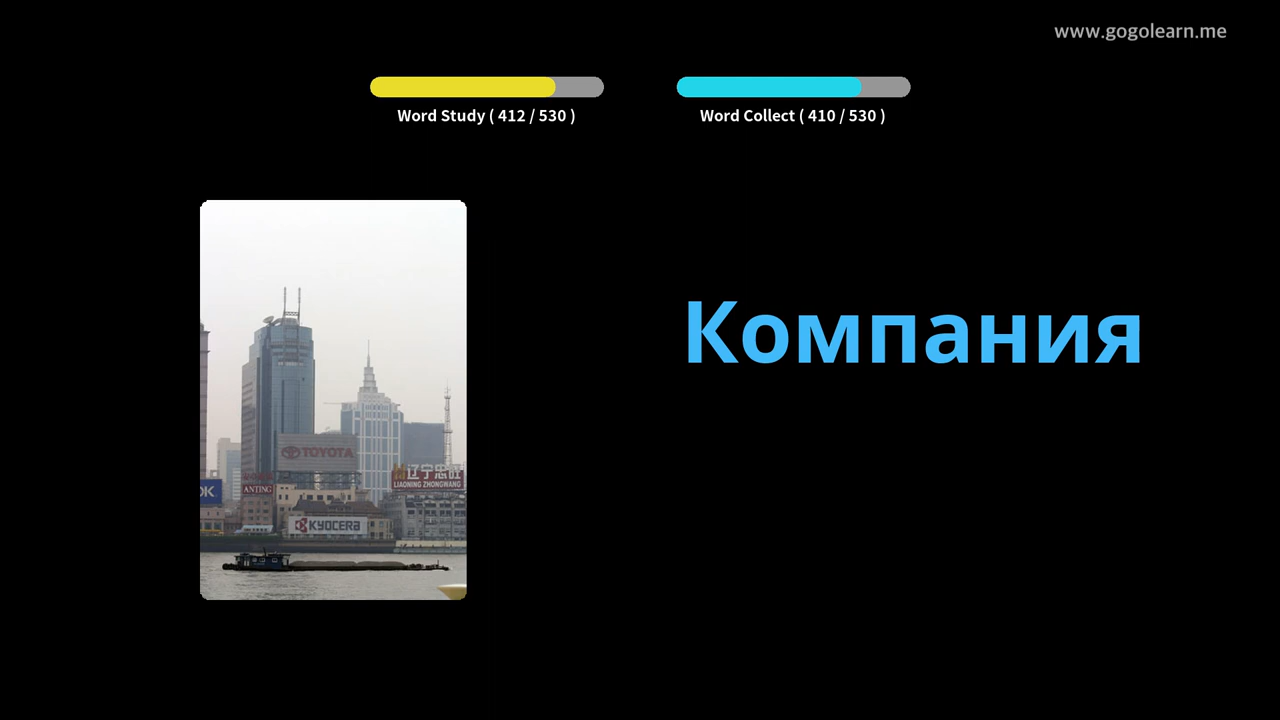 www.gogolearn.me
Word Study ( 412 / 530 )
Word Collect ( 410 / 530 )
Компания
TOYOTA
辽宁忠旺
LIAONING ZHONGWANG
ANTING
KYOCERA